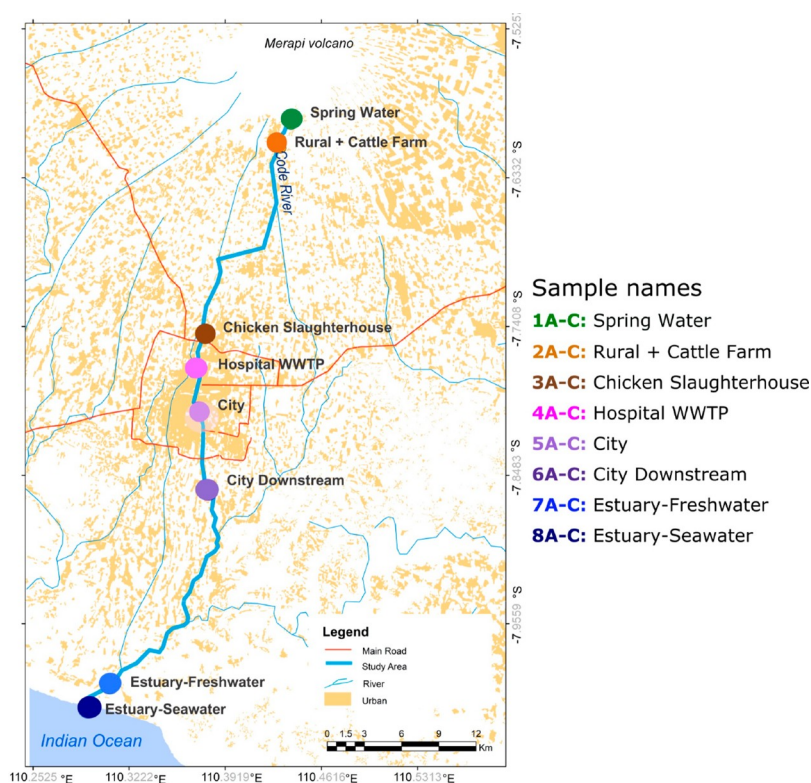 Merapi volcano
Spring Water
Rural + Cattle Farm
Code River
Chicken Slaughterhouse
Hospital WWTP
City
City Downstream
Estuary-Freshwater
Estuary-Seawater
Indian Ocean
Legend
Main Road
Study Area
River
Urban
0 1.5 3 6 9 12
Km
110.2525 °E 110.3222 °E 110.3919 °E 110.4616 °E 110.5313 °E
-7.525
-7.6332 °S
-7.7408 °S
-7.8483 °S
-7.9559 °S
Sample names
1A-C: Spring Water
2A-C: Rural + Cattle Farm
3A-C: Chicken Slaughterhouse
4A-C: Hospital WWTP
5A-C: City
6A-C: City Downstream
7A-C: Estuary-Freshwater
8A-C: Estuary-Seawater